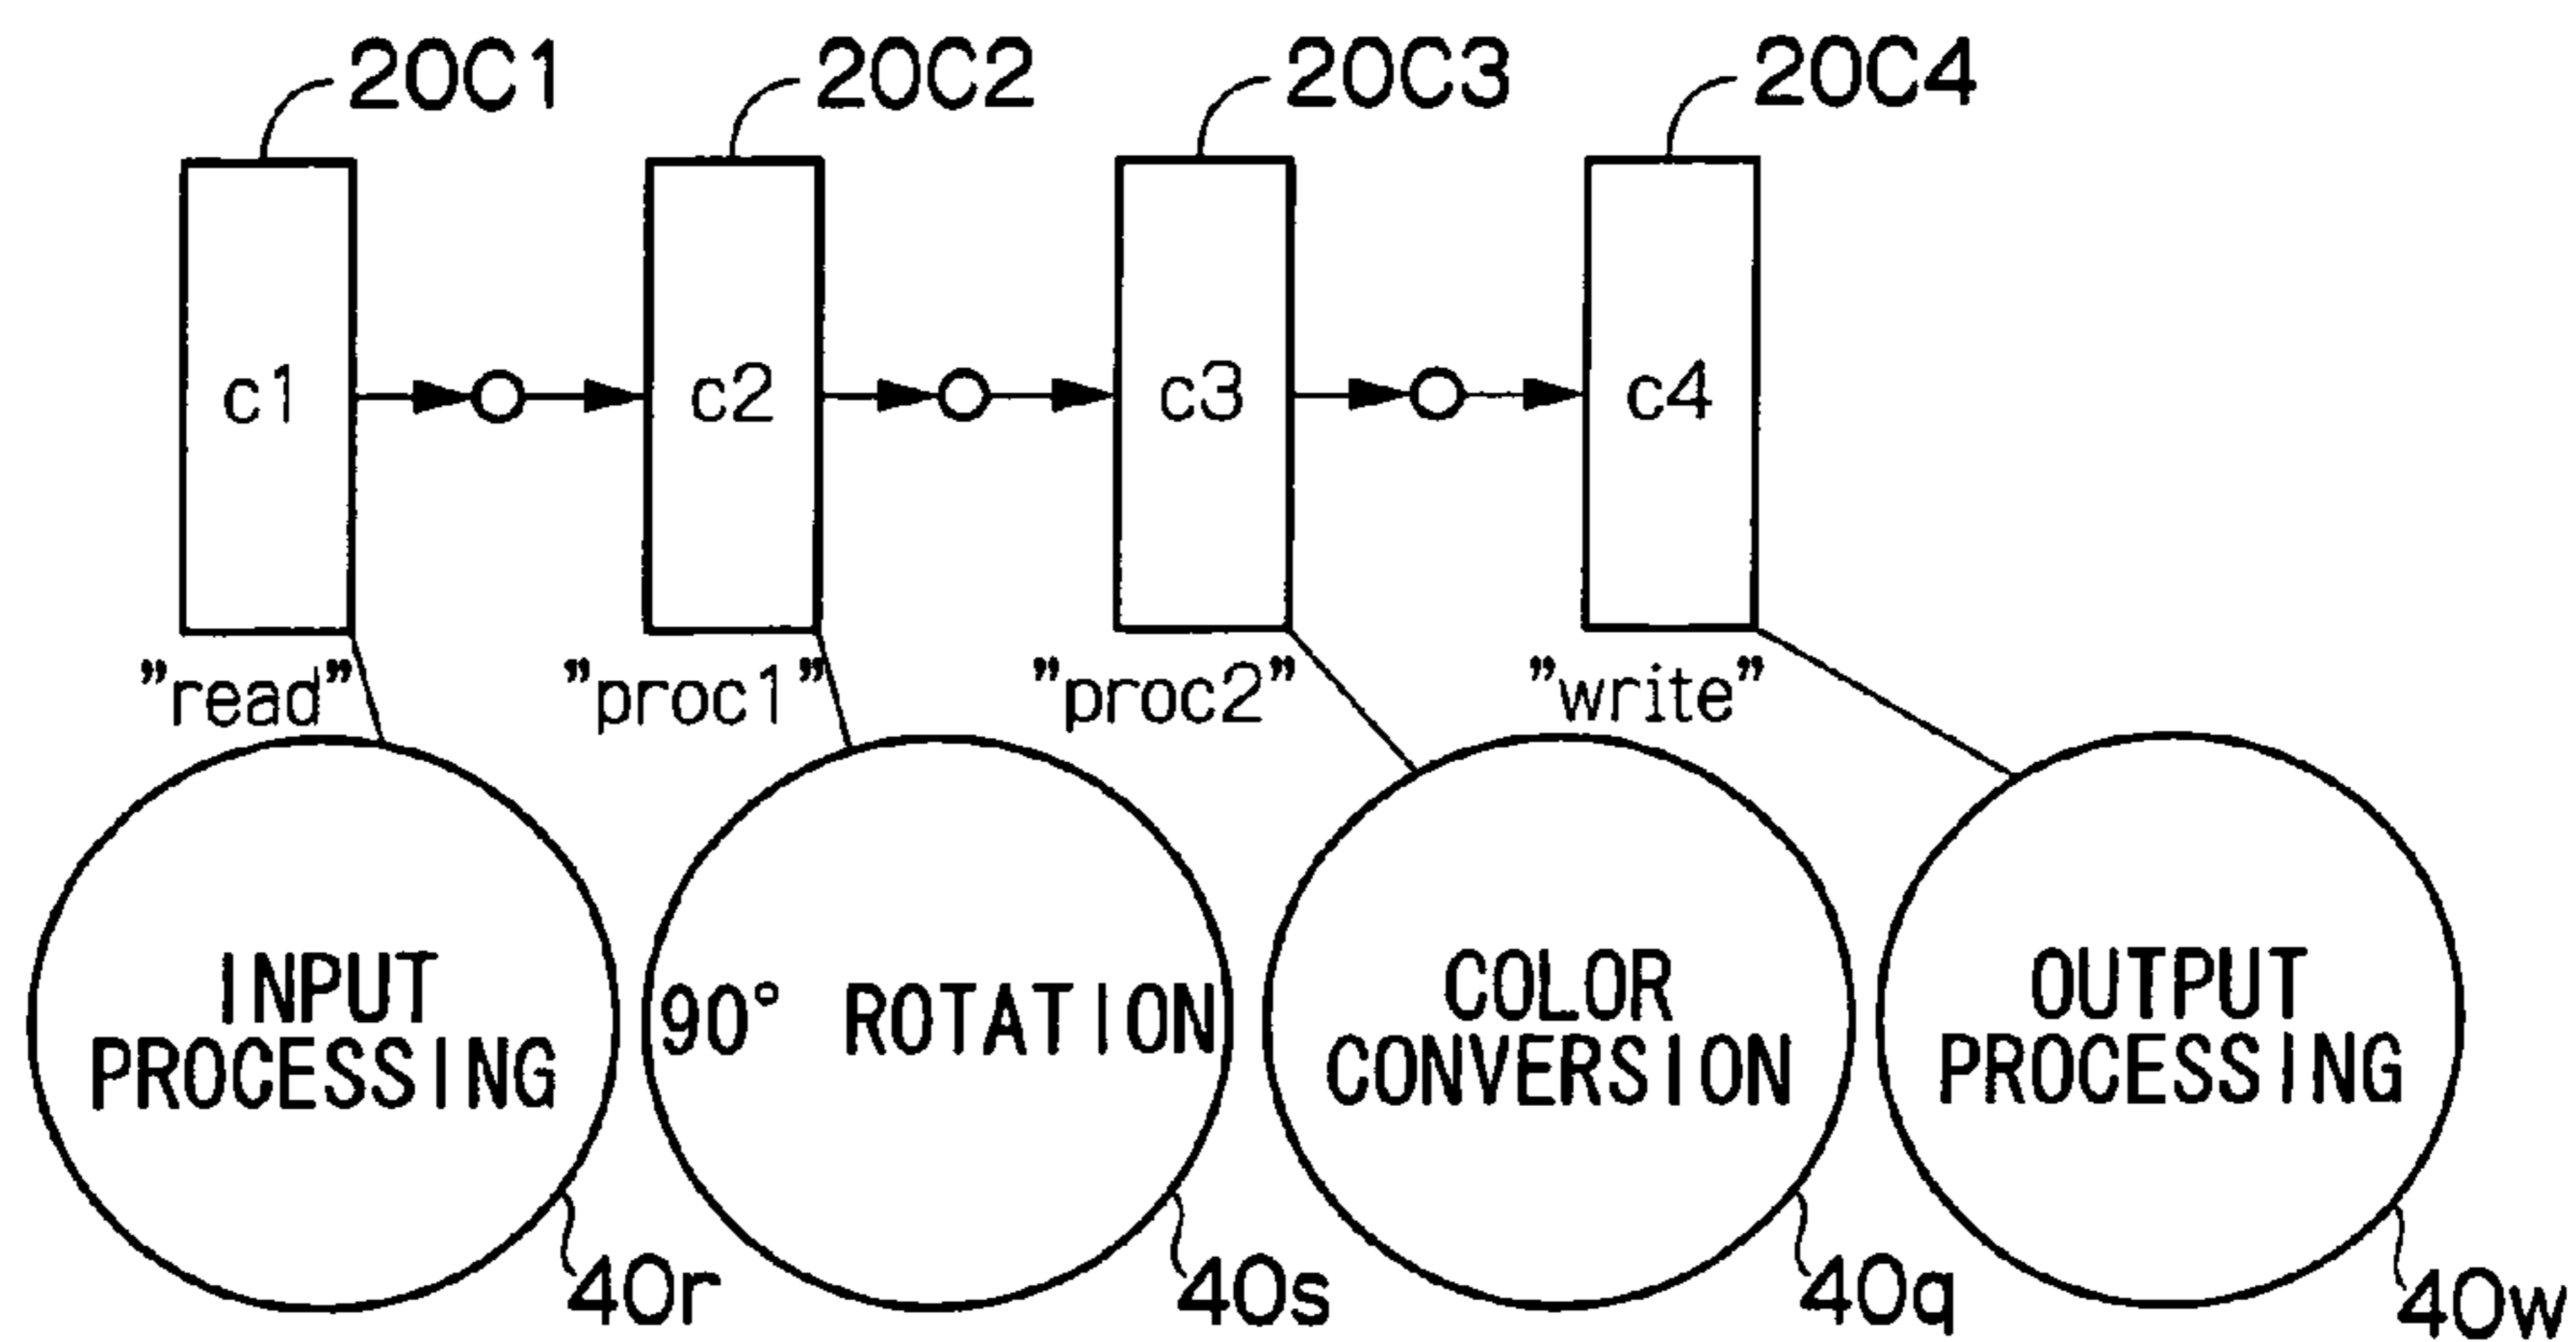 20C1 20C2 20C3 20C4
c1 c2 c3 c4
"read" "proc1" "proc2" "write"
INPUT PROCESSING
90° ROTATION
COLOR CONVERSION
OUTPUT PROCESSING
40r 40s 40q 40w